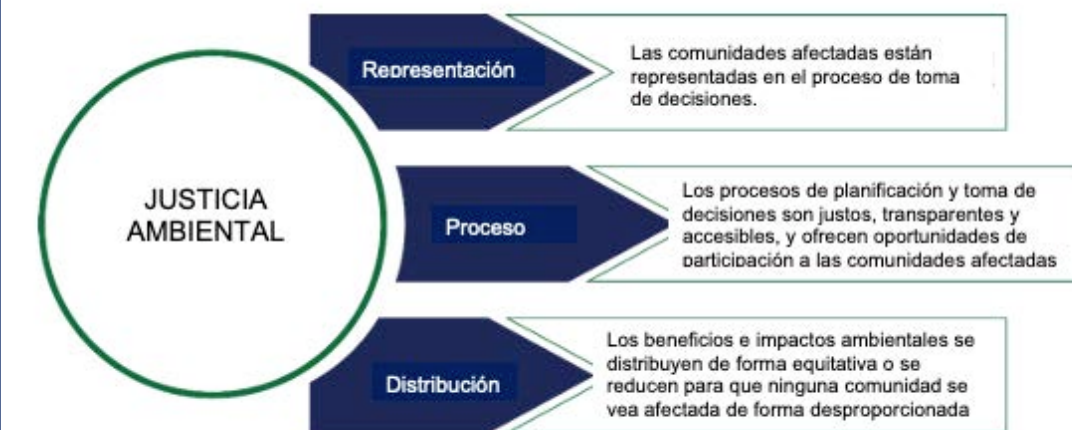 JUSTICIA
AMBIENTAL
Representación
Las comunidades afectadas están
representadas en el proceso de toma
de decisiones.
Proceso
Los procesos de planificación y toma de
decisiones son justos, transparentes y
accesibles, y ofrecen oportunidades de
participación a las comunidades afectadas
Distribución
Los beneficios e impactos ambientales se
distribuyen de forma equitativa o se
reducen para que ninguna comunidad se
vea afectada de forma desproporcionada